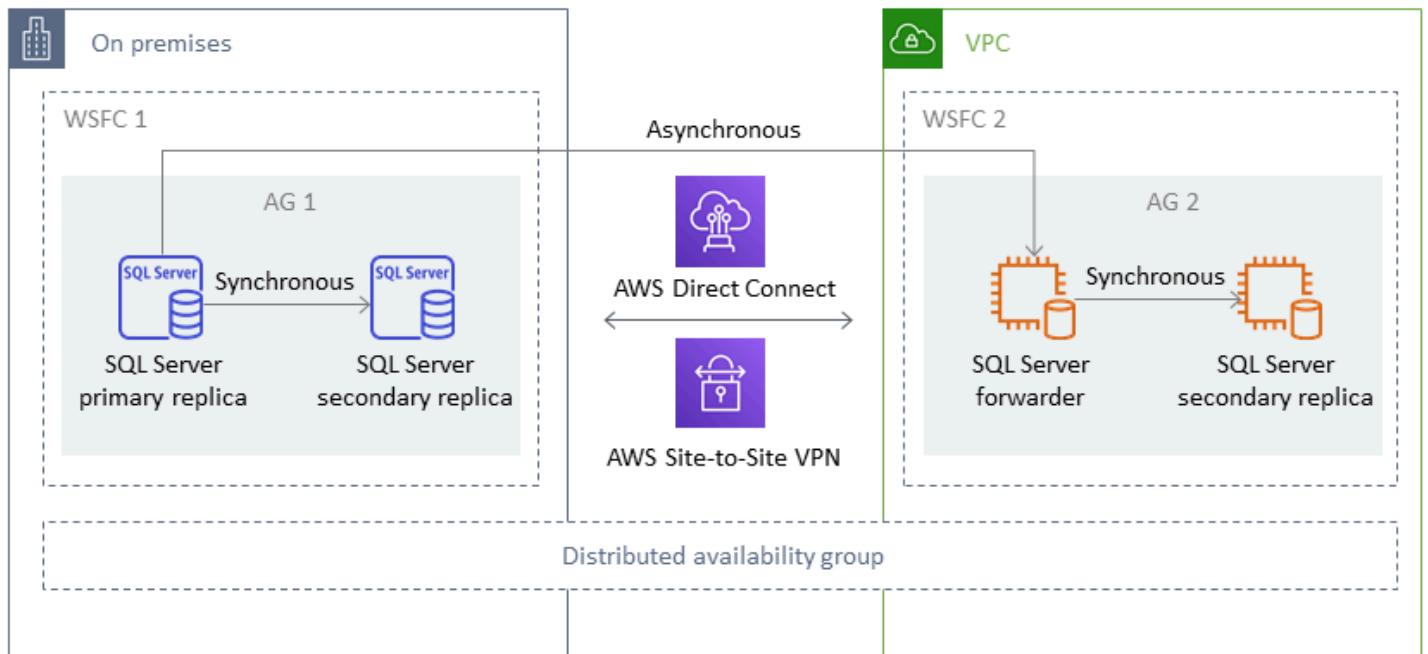 On premises
VPC
WSFC 1
WSFC 2
Asynchronous
AG 1
AG 2
SQL Server
Synchronous
SQL Server
AWS Direct Connect
Synchronous
SQL Server
primary replica
SQL Server
secondary replica
SQL Server
forwarder
SQL Server
secondary replica
AWS Site-to-Site VPN
Distributed availability group